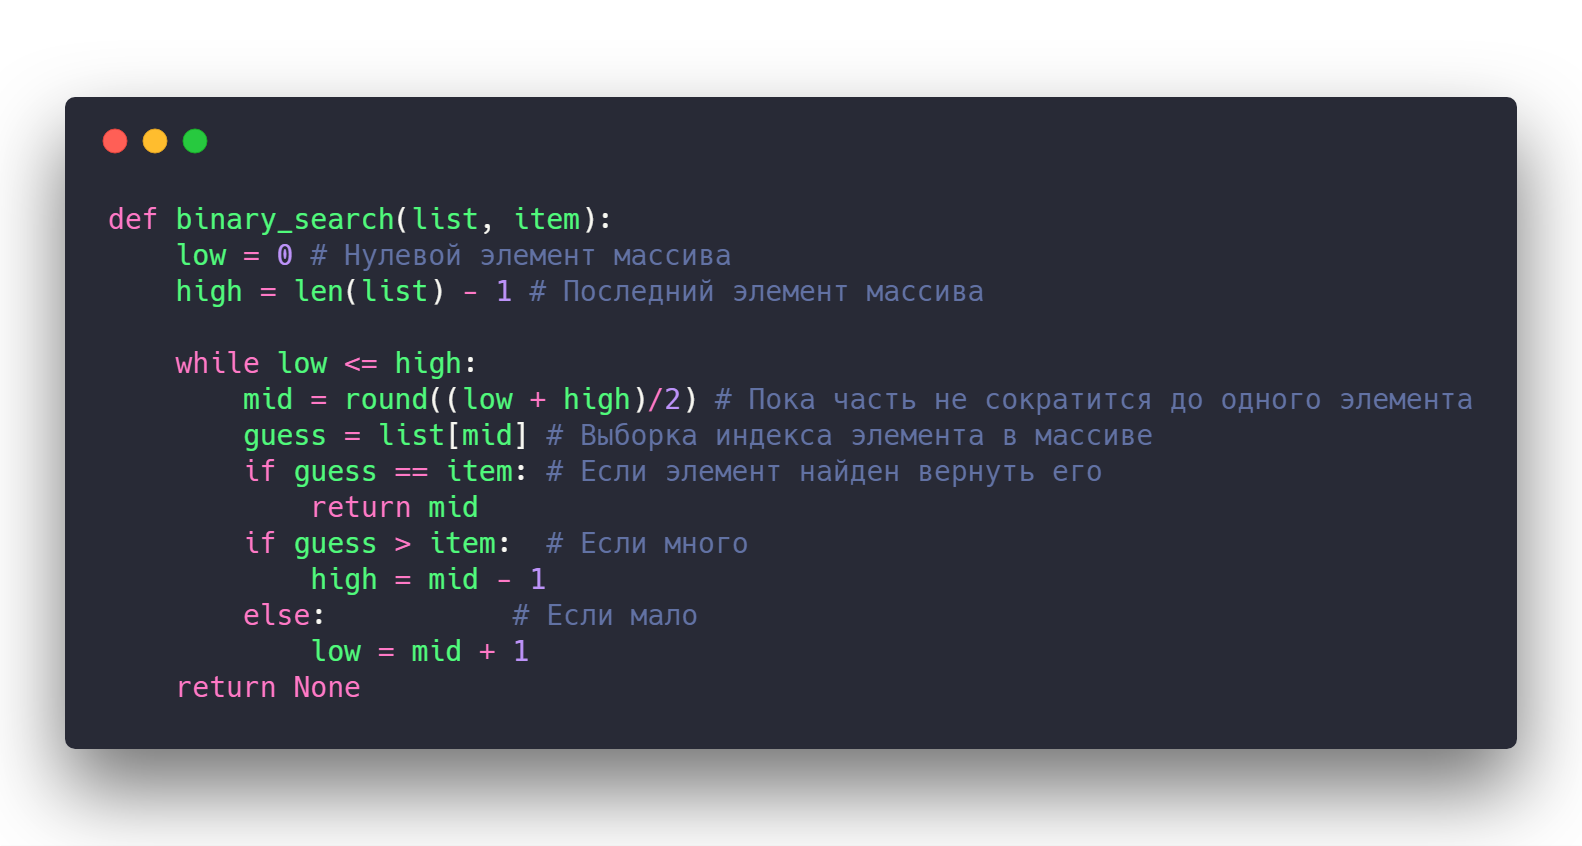 def binary_search(list, item):
    low = 0 # Нулевой элемент массива
    high = len(list) - 1 # Последний элемент массива
    while low <= high:
        mid = round((low + high)/2) # Пока часть не сократится до одного элемента
        guess = list[mid] # Выборка индекса элемента в массиве
        if guess == item: # Если элемент найден вернуть его
            return mid
        if guess > item:  # Если много
            high = mid - 1
        else:           # Если мало
            low = mid + 1
    return None